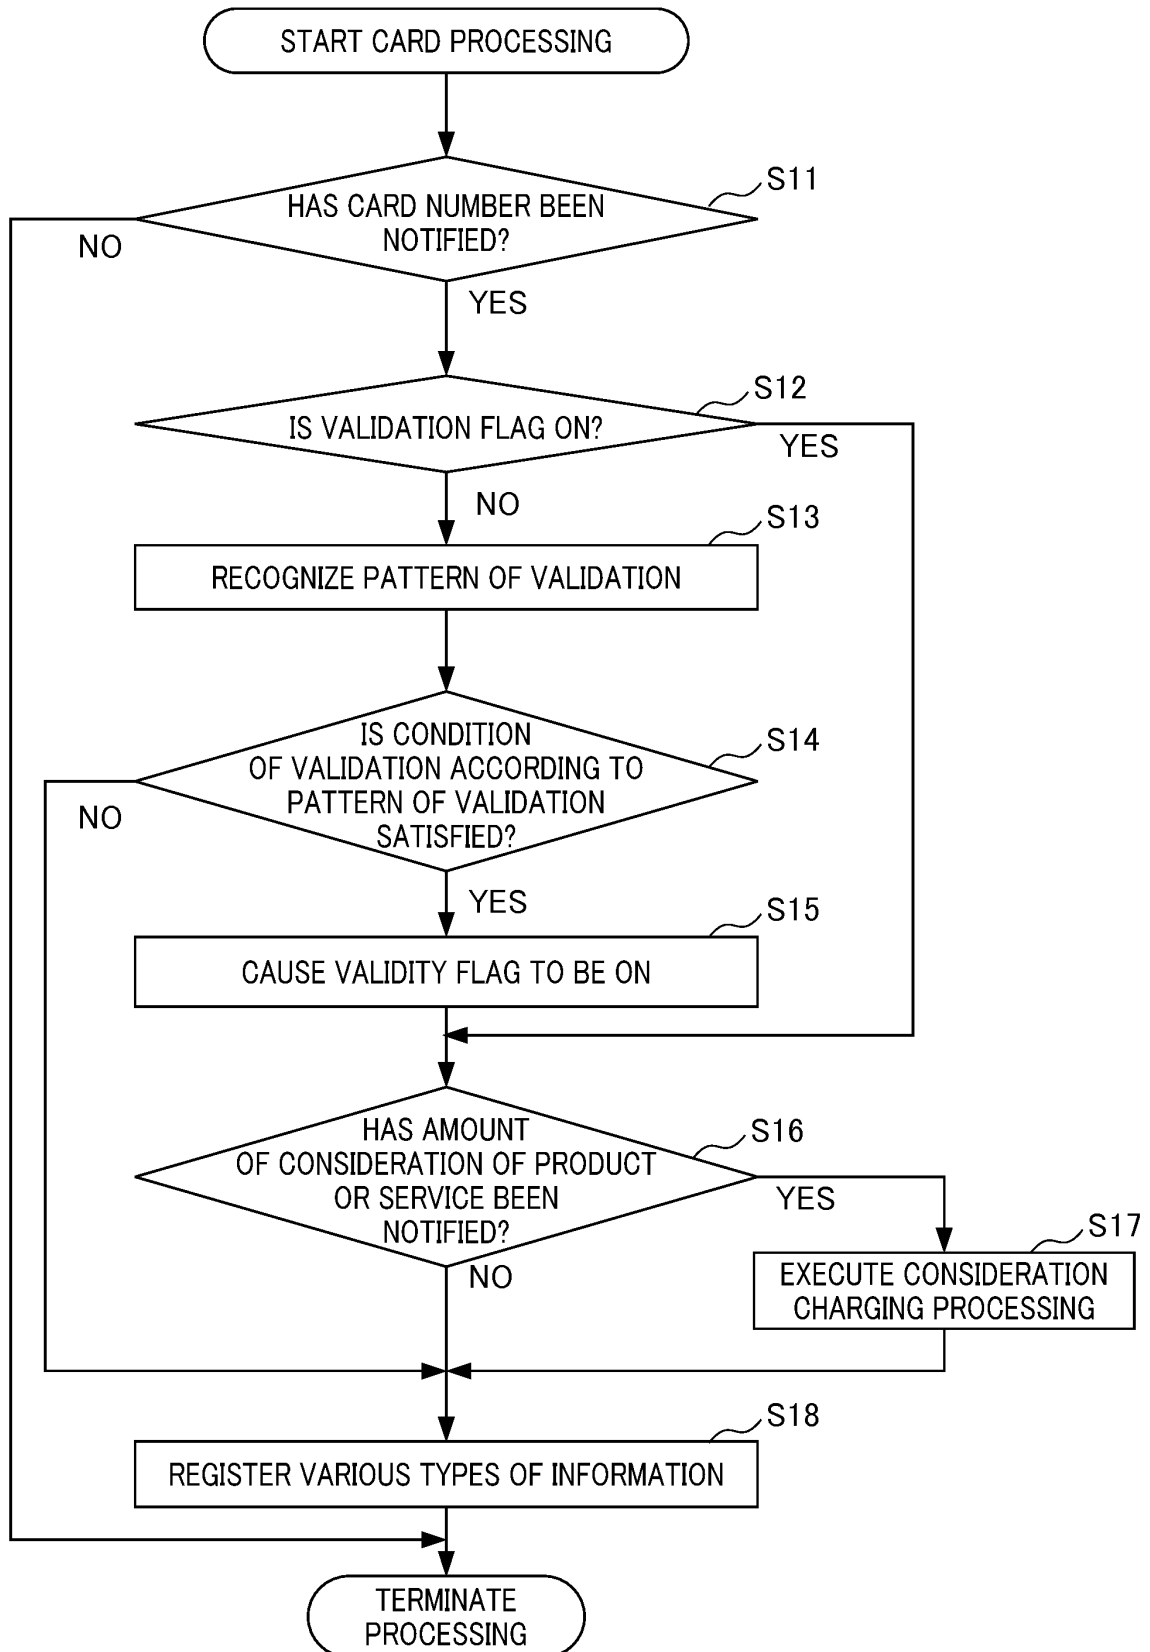 START CARD PROCESSING
S11
HAS CARD NUMBER BEEN
NOTIFIED?
NO
YES
S12
IS VALIDATION FLAG ON?
YES
NO
S13
RECOGNIZE PATTERN OF VALIDATION
S14
IS CONDITION
OF VALIDATION ACCORDING TO
PATTERN OF VALIDATION
SATISFIED?
NO
YES
S15
CAUSE VALIDITY FLAG TO BE ON
S16
HAS AMOUNT
OF CONSIDERATION OF PRODUCT
OR SERVICE BEEN
NOTIFIED?
YES
NO
S17
EXECUTE CONSIDERATION
CHARGING PROCESSING
S18
REGISTER VARIOUS TYPES OF INFORMATION
TERMINATE
PROCESSING